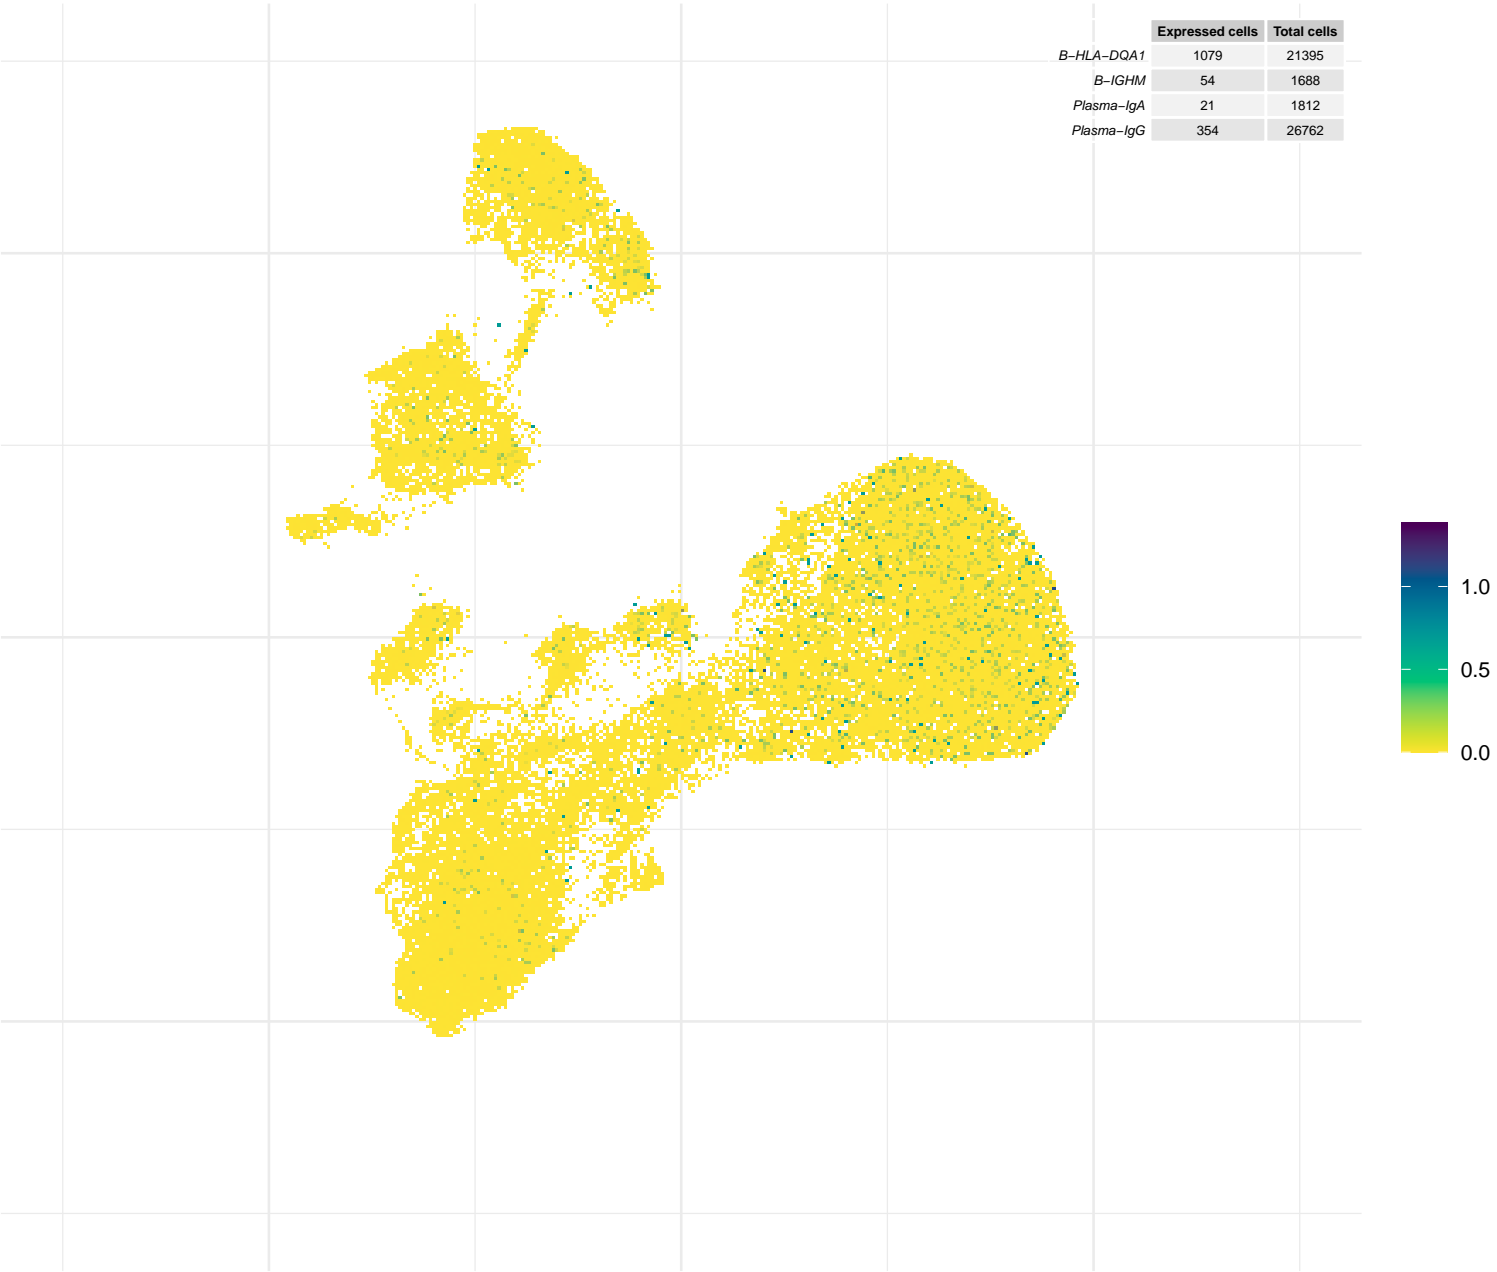 Expressed cells Total cells
B−HLA−DQA1 1079 21395
B−IGHM 54 1688
Plasma−IgA 21 1812
Plasma−IgG 354 26762
1.0
0.5
0.0